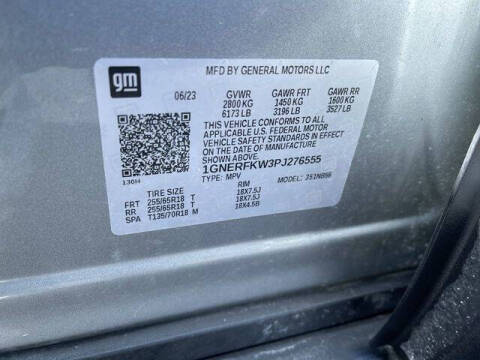 gm
MFD BY GENERAL MOTORS LLC
06/23 GVWR GAWR FRT GAWR RR
2800 KG 1450 KG 1600 KG
6173 LB 3196 LB 3527 LB
THIS VEHICLE CONFORMS TO ALL
APPLICABLE U.S. FEDERAL MOTOR
VEHICLE SAFETY STANDARDS IN EFFECT
ON THE DATE OF MANUFACTURE
SHOWN ABOVE.
1GNERFKW3PJ276555
TYPE: MPV MODEL:
TIRE SIZE RIM
FRT 255/65R18 T 18X7.5J
RR 255/65R18 T 18X7.5J
SPA T135/70R18 M 18X4.5B